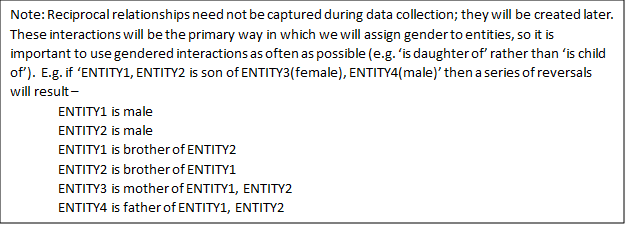 Note: Reciprocal relationships need not be captured during data collection; they will be created later.
These interactions will be the primary way in which we will assign gender to entities, so it is
important to use gendered interactions as often as possible (e.g. ‘is daughter of’ rather than ‘is child
of’).  E.g. if ‘ENTITY1, ENTITY2 is son of ENTITY3(female), ENTITY4(male)’ then a series of reversals
will result –
ENTITY1 is male
ENTITY2 is male
ENTITY1 is brother of ENTITY2
ENTITY2 is brother of ENTITY1
ENTITY3 is mother of ENTITY1, ENTITY2
ENTITY4 is father of ENTITY1, ENTITY2